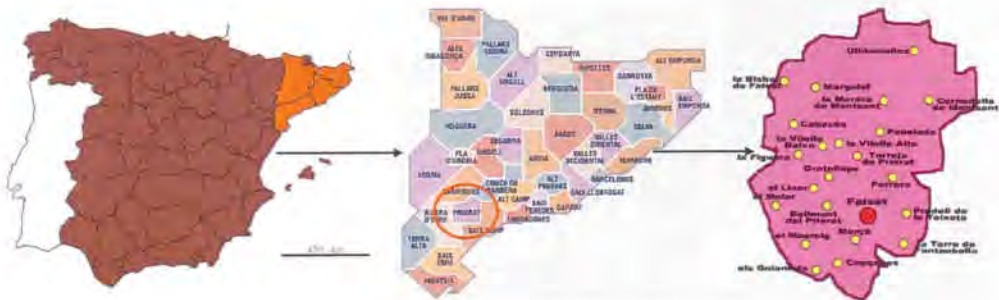 VAL D'ARAN
ALTA RIBAGORÇA
PALLARS SOBIRÀ
CERDANYA
ALT URGELL
RIPOLLÈS
ALT EMPORDÀ
GARROTXA
PALLARS JUSSÀ
BERGUEDÀ
PLA DE L'ESTANY
BAIX EMPORDÀ
SOLSONÈS
GIRONÈS
OSONA
SELVA
NOGUERA
BAGES
VALLÈS ORIENTAL
SEGARRA
PLA D'URGELL
URGELL
ANOIA
VALLÈS OCCIDENTAL
MARESME
SEGRIÀ
BARCELONÈS
CONCA DE BARBERÀ
ALT PENEDÈS
BAIX LLOBREGAT
GARRIGUES
ALT CAMP
BAIX PENEDÈS
GARRAF
RIBERA D'EBRE
PRIORAT
TARRAGONÈS
BAIX CAMP
TERRA ALTA
BAIX EBRE
MONTSIÀ
Ulldemolins
la Bisbal de Falset
Margalef
la Morera de Montsant
Cornudella de Montsant
Cabacés
Poboleda
la Vilella Baixa
la Vilella Alta
la Figuera
Torroja del Priorat
Gratallops
Porrera
el Lloar
el Molar
Falset
Bellmunt del Priorat
Pradell de la Teixeta
el Masroig
Marçà
la Torre de Fontaubella
els Guiamets
Capçanes